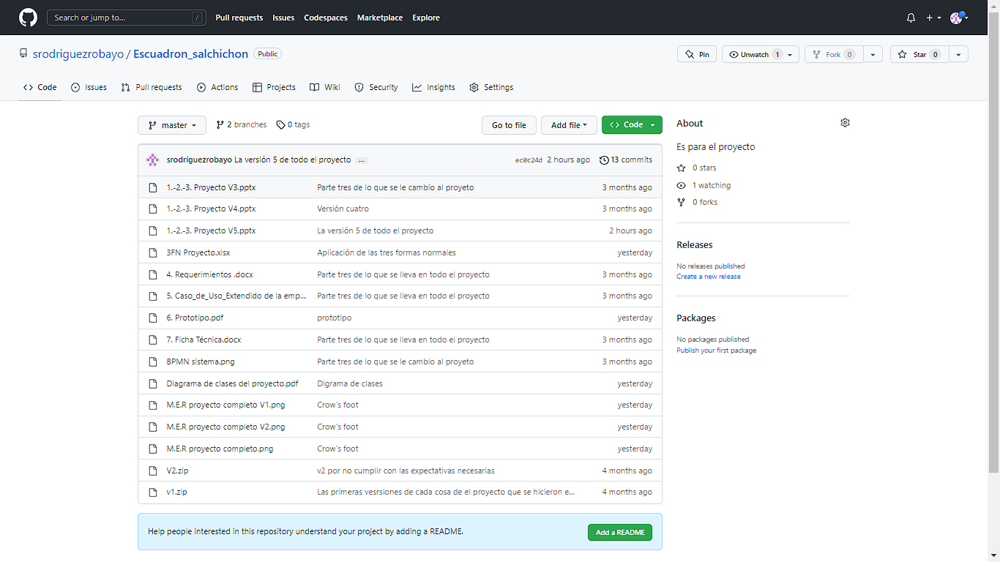 Search or jump to... /
Pull requests Issues Codespaces Marketplace Explore
srodriguezrobayo / Escuadron_salchichon Public
Pin Unwatch 1 Fork 0 Star 0
Code Issues Pull requests Actions Projects Wiki Security Insights Settings
master 2 branches 0 tags Go to file Add file Code
srodriguezrobayo La versión 5 de todo el proyecto ... ec0c24d 2 hours ago 13 commits
1.-2.-3. Proyecto V3.pptx Parte tres de lo que se le cambio al proyeto 3 months ago
1.-2.-3. Proyecto V4.pptx Versión cuatro 3 months ago
1.-2.-3. Proyecto V5.pptx La versión 5 de todo el proyecto 2 hours ago
3FN Proyecto.xlsx Aplicación de las tres formas normales yesterday
4. Requerimientos .docx Parte tres de lo que se lleva en todo el proyecto 3 months ago
5. Caso_de_Uso_Extendido de la emp... Parte tres de lo que se lleva en todo el proyecto 3 months ago
6. Prototipo.pdf prototipo yesterday
7. Ficha Técnica.docx Parte tres de lo que se lleva en todo el proyecto 3 months ago
BPMN sistema.png Parte tres de lo que se le cambio al proyeto 3 months ago
Diagrama de clases del proyecto.pdf Digrama de clases yesterday
M.E.R proyecto completo V1.png Crow's foot yesterday
M.E.R proyecto completo V2.png Crow's foot yesterday
M.E.R proyecto completo.png Crow's foot yesterday
V2.zip v2 por no cumplir con las expectativas necesarias 4 months ago
v1.zip Las primeras vesrsiones de cada cosa de el proyecto que se hicieron e... 4 months ago
Help people interested in this repository understand your project by adding a README. Add a README
About
Es para el proyecto
0 stars
1 watching
0 forks
Releases
No releases published
Create a new release
Packages
No packages published
Publish your first package